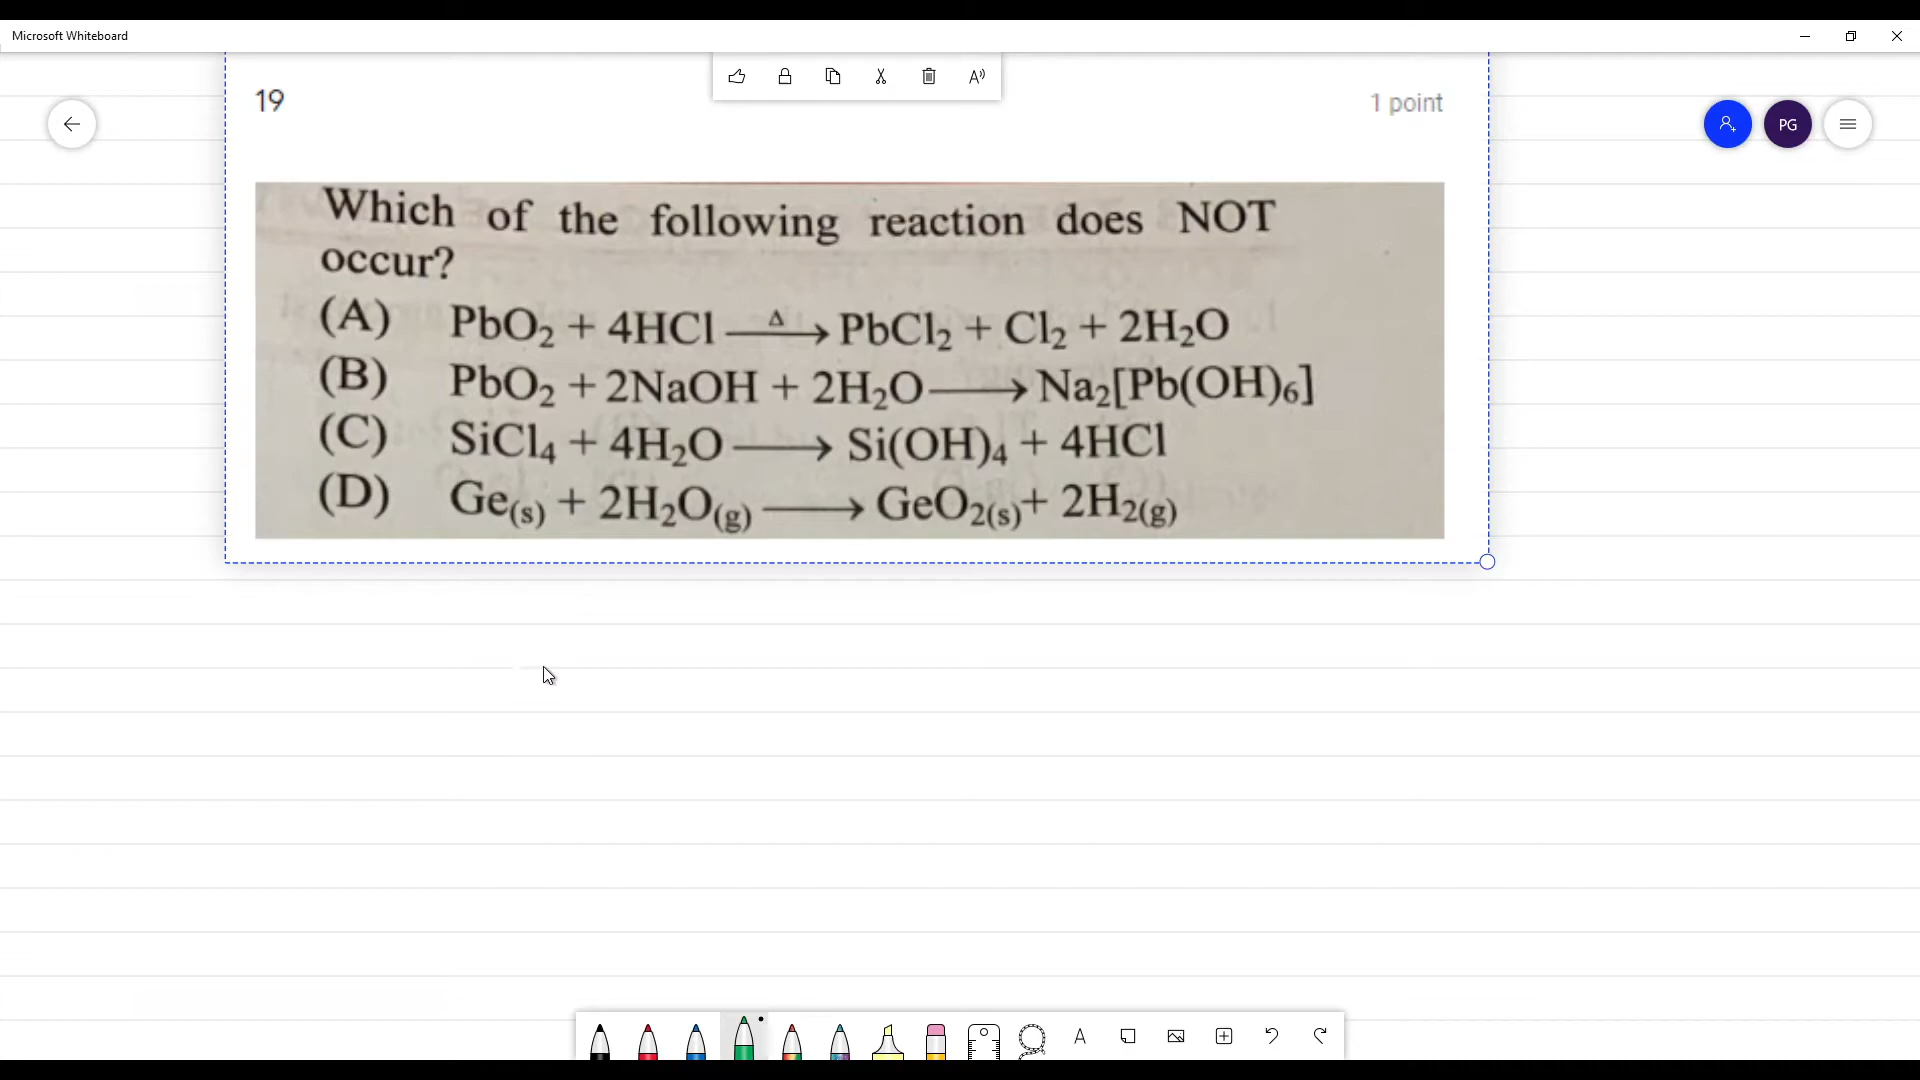 Microsoft Whiteboard
A
19
1 point
PG
Which of the following reaction does NOT
occur?
(A) PbO₂ + 4HCl —Δ→ PbCl₂ + Cl₂ + 2H₂O
(B) PbO₂ + 2NaOH + 2H₂O ⟶ Na₂[Pb(OH)₆]
(C) SiCl₄ + 4H₂O ⟶ Si(OH)₄ + 4HCl
(D) Ge(s) + 2H₂O(g) ⟶ GeO₂(s) + 2H₂(g)
A